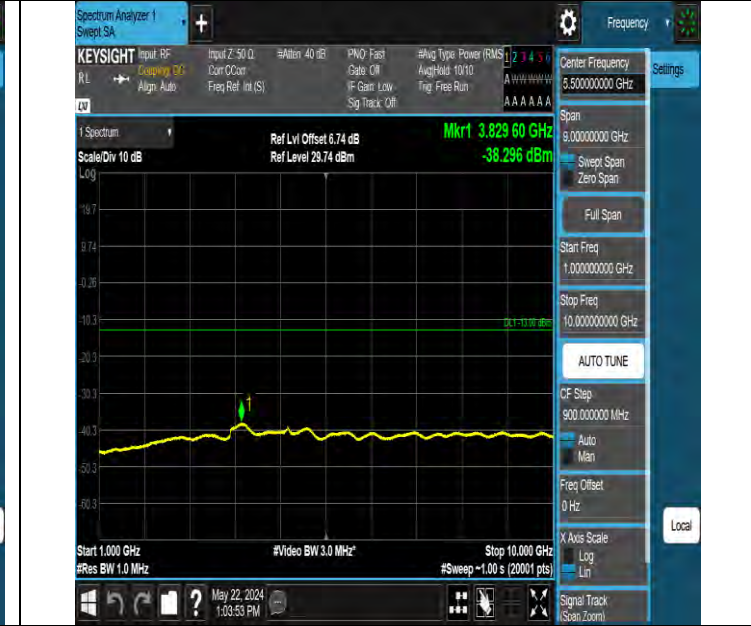 Spectrum Analyzer 1
Swept SA
+
Frequency
KEYSIGHT
Input: RF
Coupling: DC
Align: Auto
Input Z: 50 Ω
Corr CCorr
Freq Ref: Int (S)
#Atten: 40 dB
PNO: Fast
Gate: Off
IF Gain: Low
Sig Track: Off
#Avg Type: Power (RMS
Avg|Hold: 10/10
Trig: Free Run
1 2 3 4 5 6
A W W W W W
A A A A A A
RL
LXI
1 Spectrum
Scale/Div 10 dB
Log
Ref Lvl Offset 6.74 dB
Ref Level 29.74 dBm
Mkr1 3.829 60 GHz
-38.296 dBm
19.7
9.74
-0.26
-10.3
DL1 -13.00 dBm
-20.3
-30.3
1
-40.3
-50.3
-60.3
Start 1.000 GHz
#Res BW 1.0 MHz
#Video BW 3.0 MHz*
Stop 10.000 GHz
#Sweep ~1.00 s (20001 pts)
?
May 22, 2024
1:03:53 PM
Center Frequency
5.50000000 GHz
Settings
Span
9.00000000 GHz
Swept Span
Zero Span
Full Span
Start Freq
1.000000000 GHz
Stop Freq
10.000000000 GHz
AUTO TUNE
CF Step
900.000000 MHz
Auto
Man
Freq Offset
0 Hz
X Axis Scale
Log
Lin
Signal Track
(Span Zoom)
Local